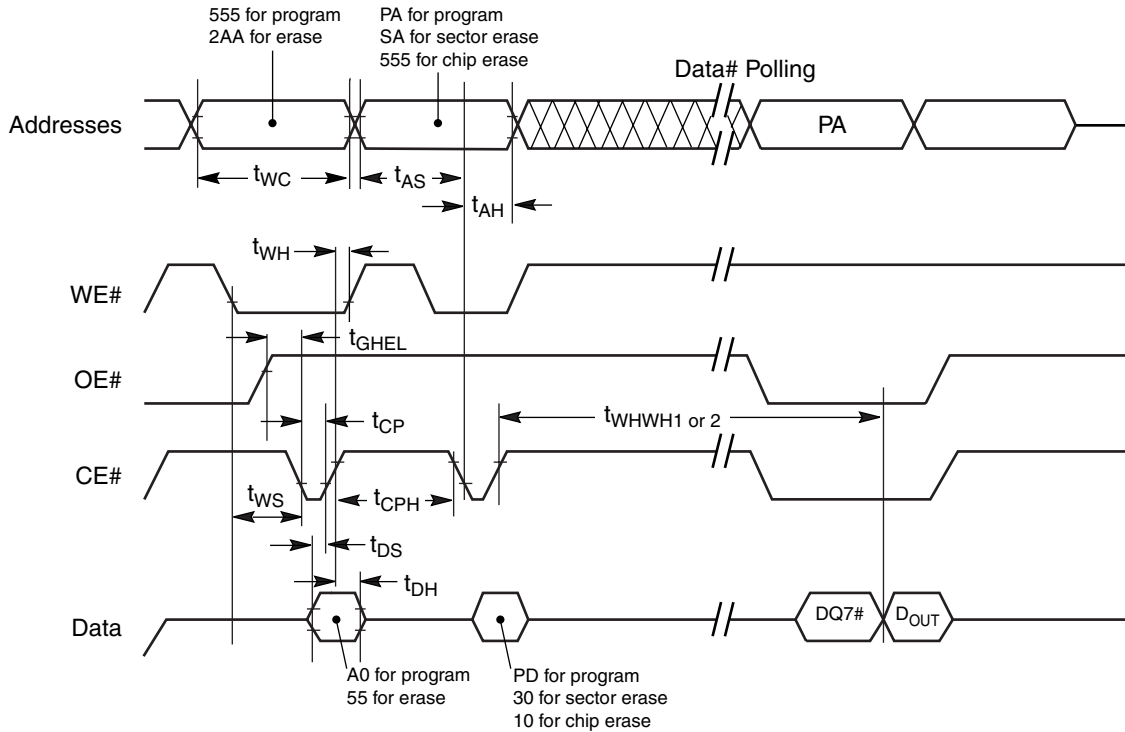 555 for program
2AA for erase
PA for program
SA for sector erase
555 for chip erase
Data# Polling
Addresses
PA
tWC
tAS
tAH
tWH
WE#
tGHEL
OE#
tCP
tWHWH1 or 2
CE#
tWS
tCPH
tDS
tDH
Data
DQ7#
DOUT
A0 for program
55 for erase
PD for program
30 for sector erase
10 for chip erase